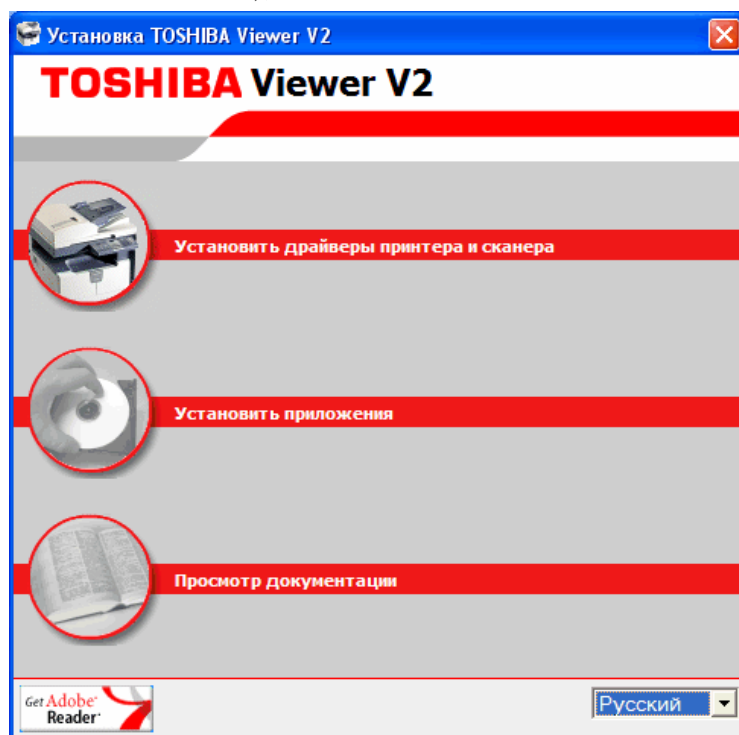 Установка TOSHIBA Viewer V2
TOSHIBA Viewer V2
Установить драйверы принтера и сканера
Установить приложения
Просмотр документации
Get Adobe®
Reader®
Русский